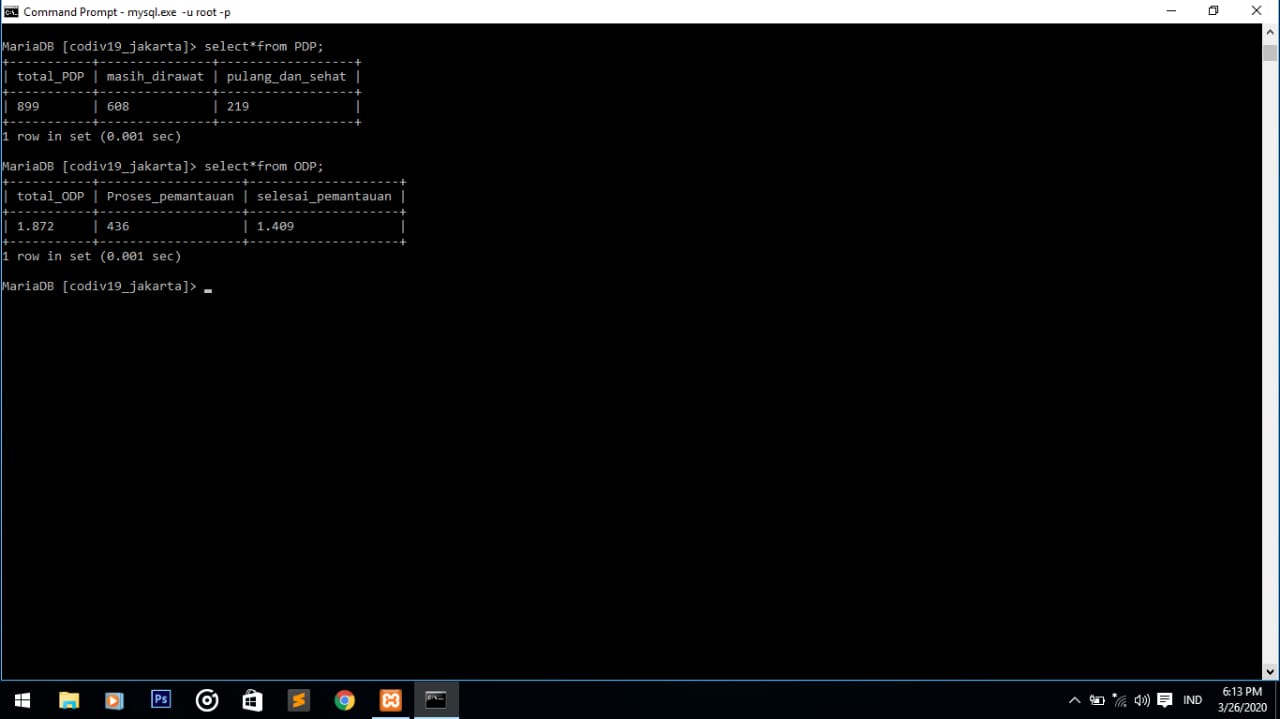 Command Prompt - mysql.exe -u root -p
MariaDB [codiv19_jakarta]> select*from PDP;
+-----------+---------------+------------------+
| total_PDP | masih_dirawat | pulang_dan_sehat |
+-----------+---------------+------------------+
| 899       | 608           | 219              |
+-----------+---------------+------------------+
1 row in set (0.001 sec)
MariaDB [codiv19_jakarta]> select*from ODP;
+-----------+-------------------+--------------------+
| total_ODP | Proses_pemantauan | selesai_pemantauan |
+-----------+-------------------+--------------------+
| 1.872     | 436               | 1.409              |
+-----------+-------------------+--------------------+
1 row in set (0.001 sec)
MariaDB [codiv19_jakarta]> _
Ps
IND
6:13 PM
3/26/2020